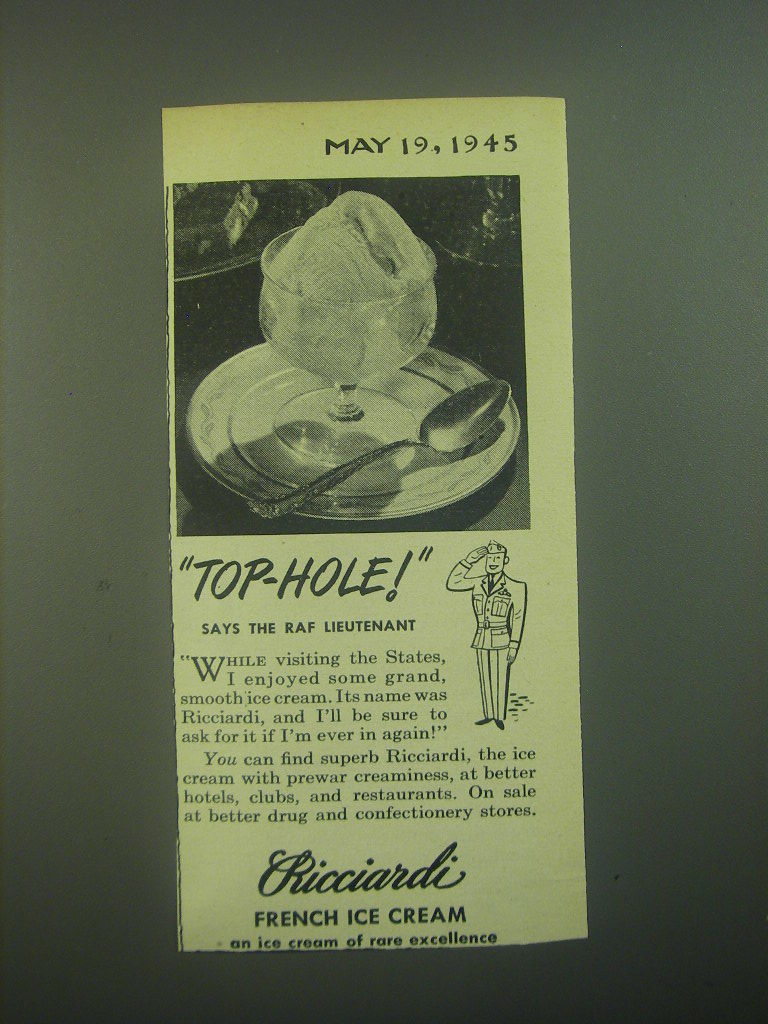 MAY 19, 1945
"TOP-HOLE!"
SAYS THE RAF LIEUTENANT
"WHILE visiting the States,
I enjoyed some grand,
smooth ice cream. Its name was
Ricciardi, and I'll be sure to
ask for it if I'm ever in again!"
You can find superb Ricciardi, the ice
cream with prewar creaminess, at better
hotels, clubs, and restaurants. On sale
at better drug and confectionery stores.
Ricciardi
FRENCH ICE CREAM
an ice cream of rare excellence